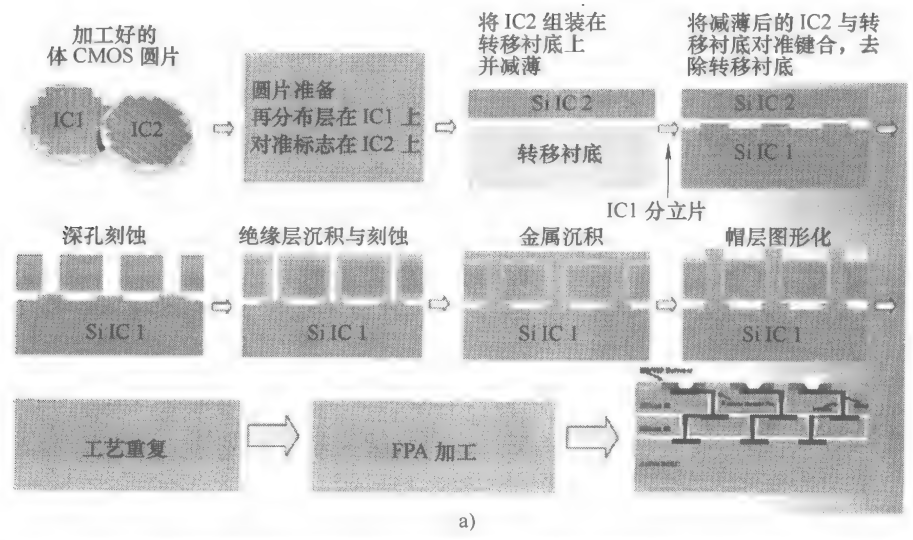 加工好的
体 CMOS 圆片
IC1
IC2
圆片准备
再分布层在 IC1 上
对准标志在 IC2 上
将 IC2 组装在
转移衬底上
并减薄
Si IC 2
转移衬底
IC1 分立片
将减薄后的 IC2 与转
移衬底对准键合，去
除转移衬底
Si IC 2
Si IC 1
深孔刻蚀
Si IC 1
绝缘层沉积与刻蚀
Si IC 1
金属沉积
Si IC 1
帽层图形化
Si IC 1
工艺重复
FPA 加工
a)